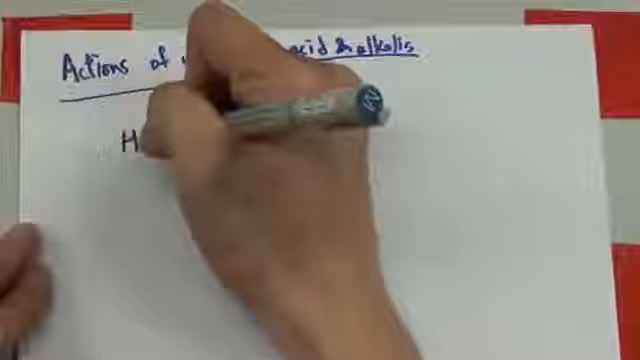 Actions of acid & alkalis
H